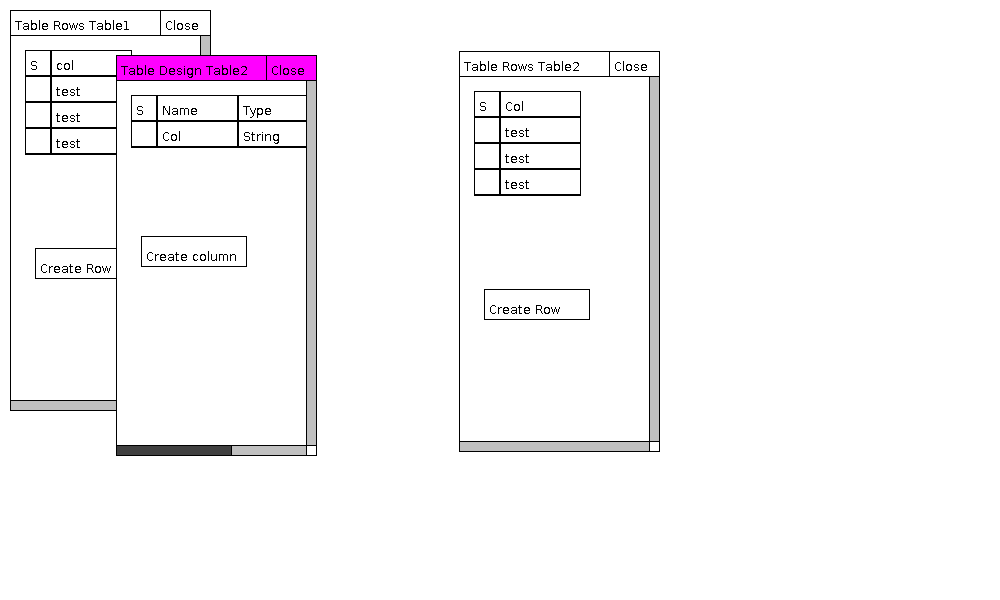 Table Rows Table1 Close
S col
test
test
test
Create Row
Table Design Table2 Close
S Name Type
Col String
Create column
Table Rows Table2 Close
S Col
test
test
test
Create Row